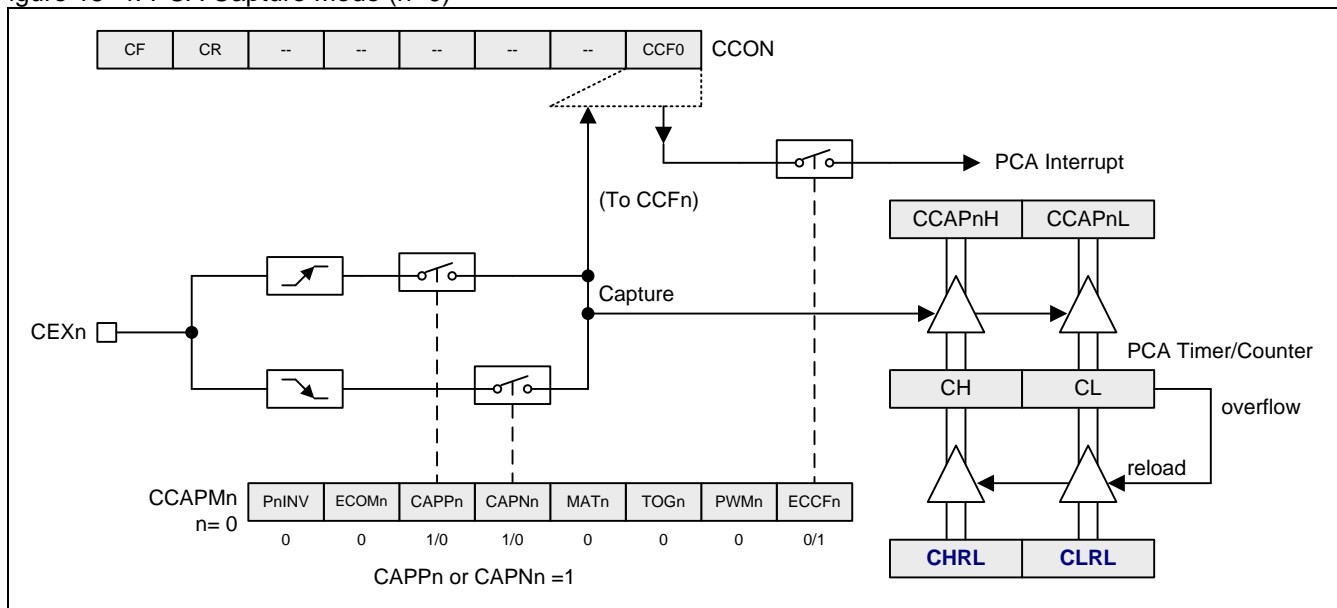 CF CR -- -- -- -- -- CCF0 CCON
PCA Interrupt
(To CCFn)
CCAPnH CCAPnL
Capture
CEXn
PCA Timer/Counter
CH CL
overflow
reload
CCAPMn
n= 0
PnINV ECOMn CAPPn CAPNn MATn TOGn PWMn ECCFn
0 0 1/0 1/0 0 0 0 0/1
CHRL CLRL
CAPPn or CAPNn =1